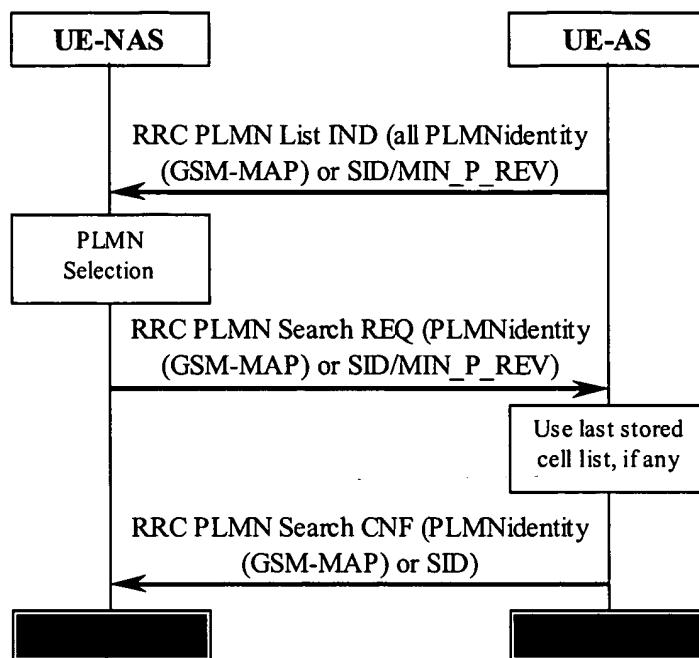 UE-NAS UE-AS
RRC PLMN List IND (all PLMNidentity
(GSM-MAP) or SID/MIN_P_REV)
PLMN
Selection
RRC PLMN Search REQ (PLMNidentity
(GSM-MAP) or SID/MIN_P_REV)
Use last stored
cell list, if any
RRC PLMN Search CNF (PLMNidentity
(GSM-MAP) or SID)